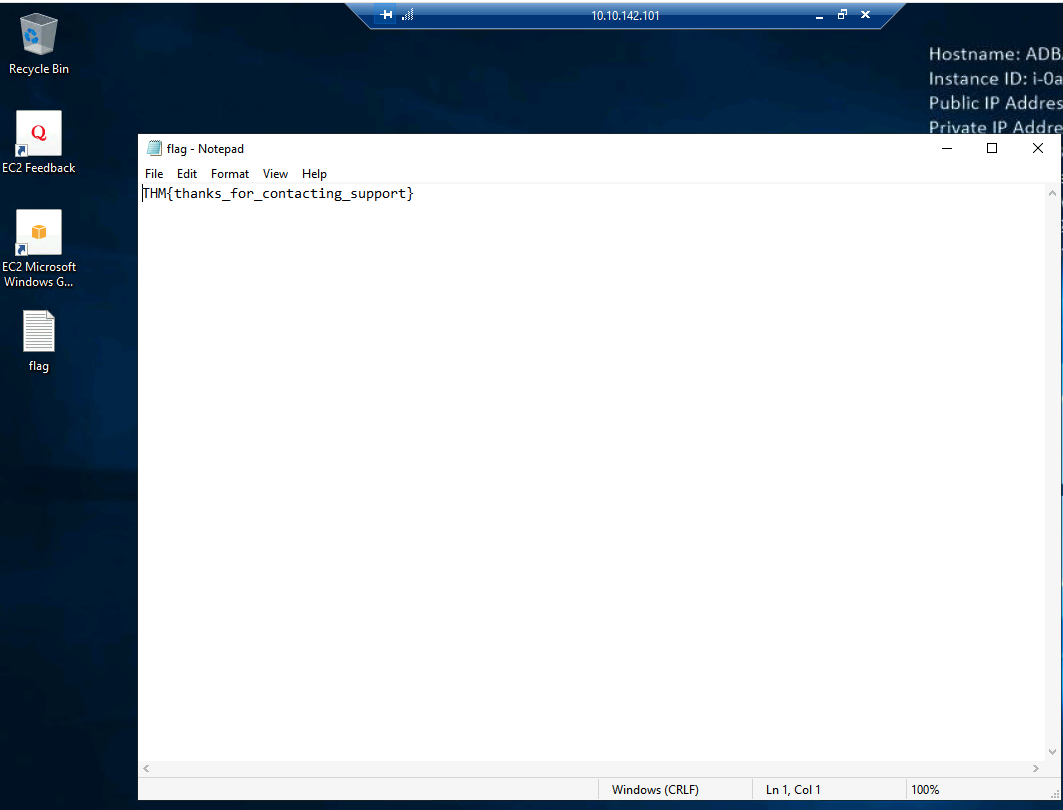 10.10.142.101
Recycle Bin
Hostname: ADBA
Instance ID: i-0a
Public IP Addres
Private IP Addre
Q
EC2 Feedback
flag - Notepad
File Edit Format View Help
THM{thanks_for_contacting_support}
EC2 Microsoft
Windows G...
flag
Windows (CRLF)
Ln 1, Col 1
100%